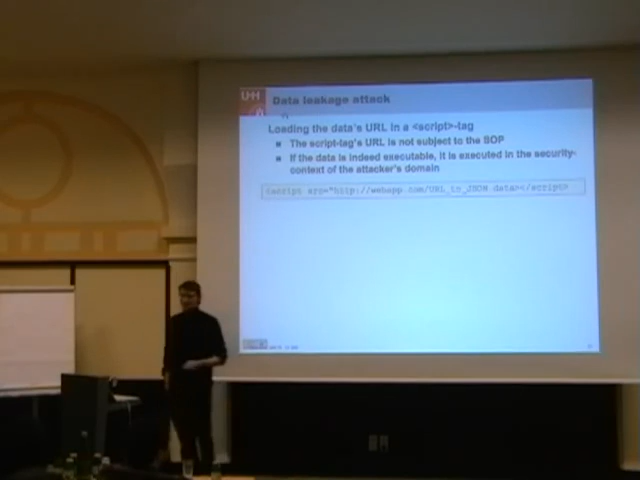 UHH
Data leakage attack
Loading the data's URL in a <script>-tag
The script-tag's URL is not subject to the SOP
If the data is indeed executable, it is executed in the security-
context of the attacker's domain
<script src="http://webapp.com/URL_to_JSON_data></script>